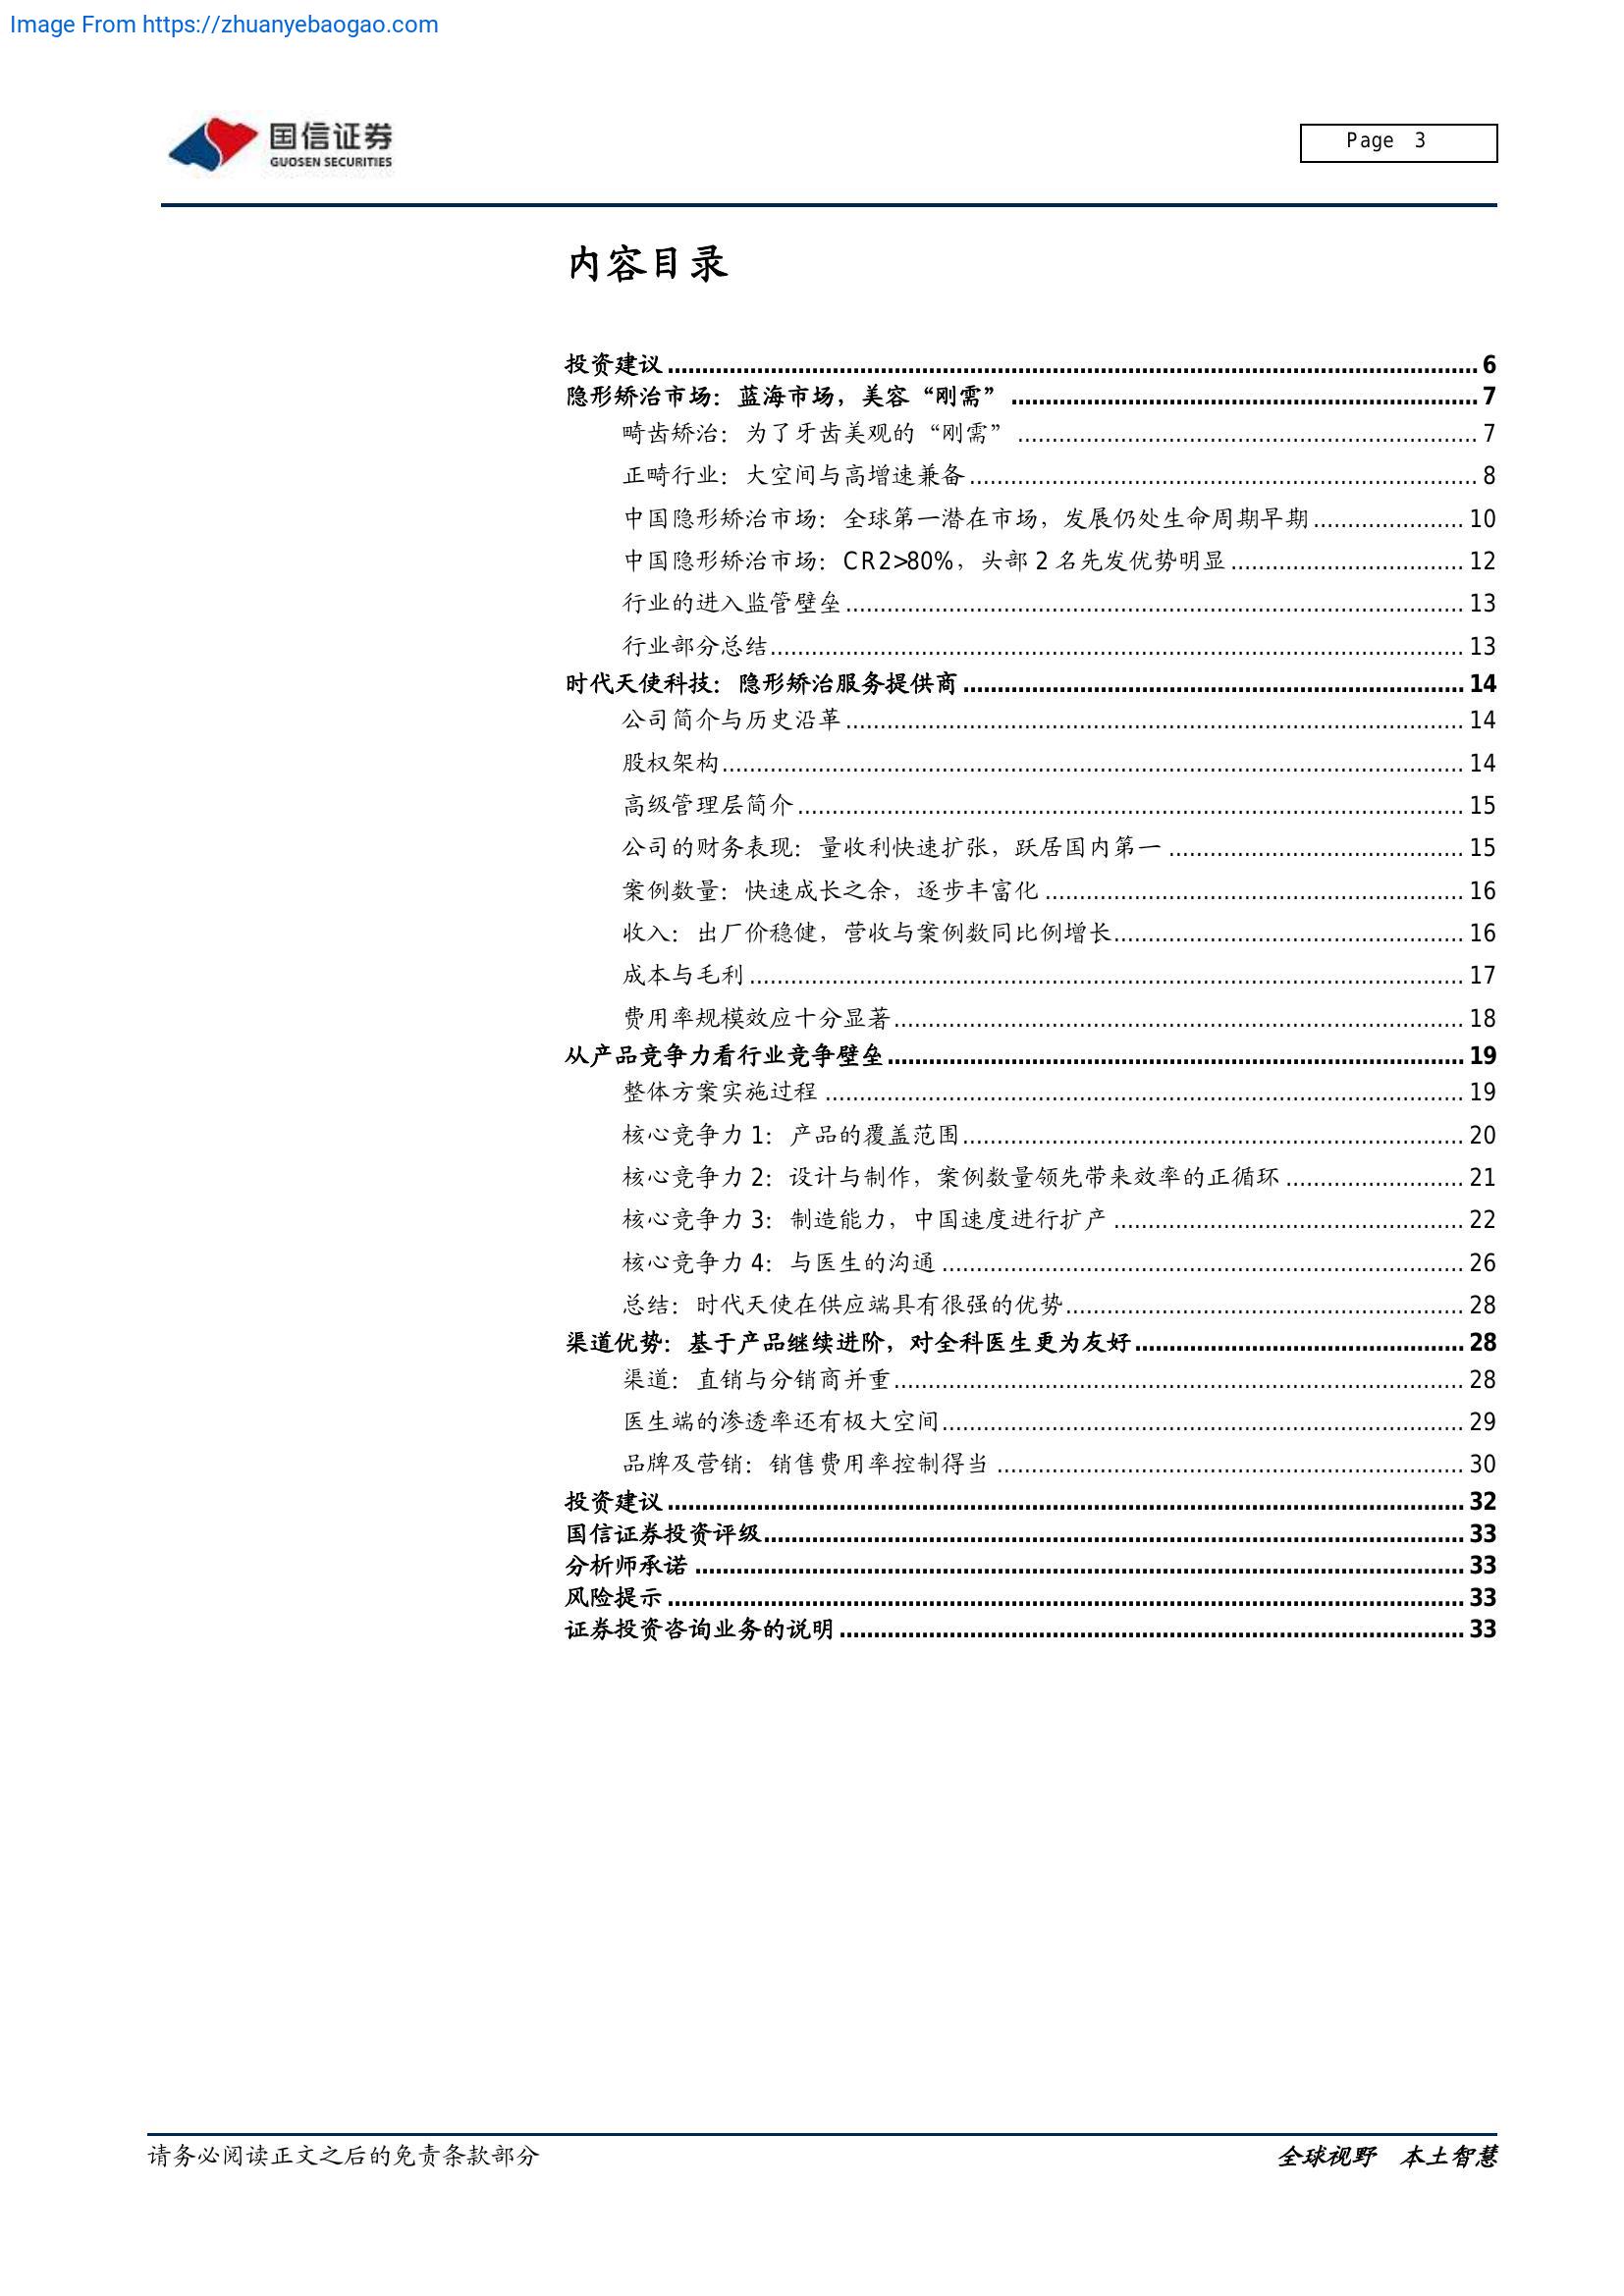 Image From https://zhuanyebaogao.com
国信证券
GUOSEN SECURITIES
Page 3
内容目录
投资建议 6
隐形矫治市场：蓝海市场，美容“刚需” 7
畸齿矫治：为了牙齿美观的“刚需” 7
正畸行业：大空间与高增速兼备 8
中国隐形矫治市场：全球第一潜在市场，发展仍处生命周期早期 10
中国隐形矫治市场：CR2>80%，头部 2 名先发优势明显 12
行业的进入监管壁垒 13
行业部分总结 13
时代天使科技：隐形矫治服务提供商 14
公司简介与历史沿革 14
股权架构 14
高级管理层简介 15
公司的财务表现：量收利快速扩张，跃居国内第一 15
案例数量：快速成长之余，逐步丰富化 16
收入：出厂价稳健，营收与案例数同比例增长 16
成本与毛利 17
费用率规模效应十分显著 18
从产品竞争力看行业竞争壁垒 19
整体方案实施过程 19
核心竞争力 1：产品的覆盖范围 20
核心竞争力 2：设计与制作，案例数量领先带来效率的正循环 21
核心竞争力 3：制造能力，中国速度进行扩产 22
核心竞争力 4：与医生的沟通 26
总结：时代天使在供应端具有很强的优势 28
渠道优势：基于产品继续进阶，对全科医生更为友好 28
渠道：直销与分销商并重 28
医生端的渗透率还有极大空间 29
品牌及营销：销售费用率控制得当 30
投资建议 32
国信证券投资评级 33
分析师承诺 33
风险提示 33
证券投资咨询业务的说明 33
请务必阅读正文之后的免责条款部分
全球视野 本土智慧